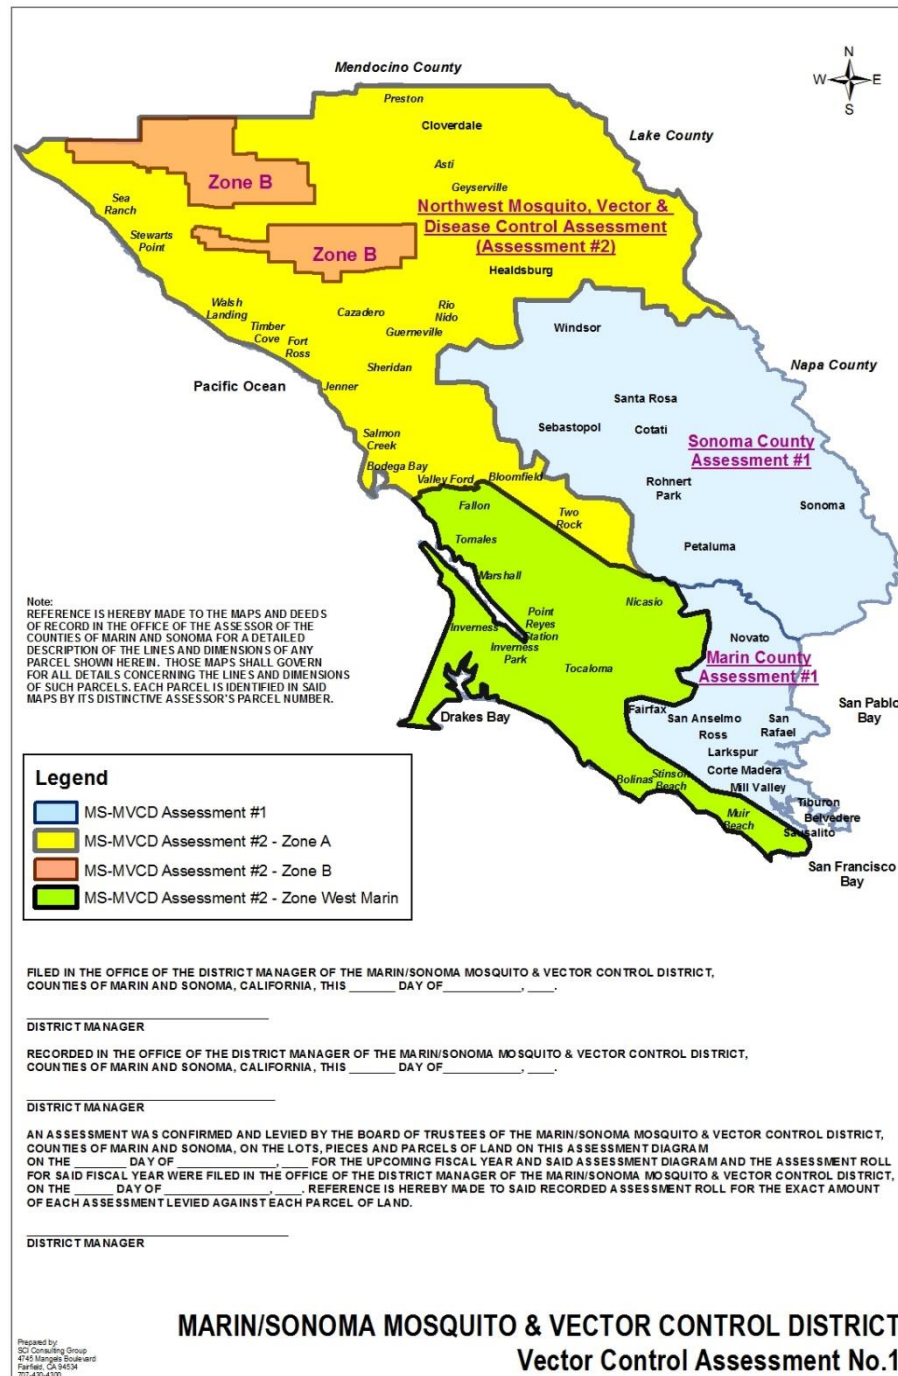 Mendocino County
N
W E
S
Preston
Cloverdale
Lake County
Asti
Zone B
Geyserville
Sea
Ranch
Northwest Mosquito, Vector &
Disease Control Assessment
(Assessment #2)
Stewarts
Point
Zone B
Healdsburg
Walsh
Landing
Cazadero
Rio
Nido
Timber
Cove
Fort
Ross
Guerneville
Windsor
Sheridan
Napa County
Pacific Ocean
Jenner
Santa Rosa
Sebastopol
Cotati
Salmon
Creek
Sonoma County
Assessment #1
Bodega Bay
Valley Ford
Bloomfield
Rohnert
Park
Fallon
Two
Rock
Sonoma
Tomales
Petaluma
Marshall
Nicasio
Point
Reyes
Station
Inverness
Inverness
Park
Novato
Marin County
Assessment #1
Tocaloma
Note:
REFERENCE IS HEREBY MADE TO THE MAPS AND DEEDS
OF RECORD IN THE OFFICE OF THE ASSESSOR OF THE
COUNTIES OF MARIN AND SONOMA FOR A DETAILED
DESCRIPTION OF THE LINES AND DIMENSIONS OF ANY
PARCEL SHOWN HEREIN. THOSE MAPS SHALL GOVERN
FOR ALL DETAILS CONCERNING THE LINES AND DIMENSIONS
OF SUCH PARCELS. EACH PARCEL IS IDENTIFIED IN SAID
MAPS BY ITS DISTINCTIVE ASSESSOR'S PARCEL NUMBER.
San Pablo
Bay
Drakes Bay
Fairfax
San Anselmo
Ross
San
Rafael
Larkspur
Corte Madera
Mill Valley
Bolinas
Stinson
Beach
Tiburon
Belvedere
Muir
Beach
Sausalito
San Francisco
Bay
Legend
MS-MVCD Assessment #1
MS-MVCD Assessment #2 - Zone A
MS-MVCD Assessment #2 - Zone B
MS-MVCD Assessment #2 - Zone West Marin
FILED IN THE OFFICE OF THE DISTRICT MANAGER OF THE MARIN/SONOMA MOSQUITO & VECTOR CONTROL DISTRICT,
COUNTIES OF MARIN AND SONOMA, CALIFORNIA, THIS _______ DAY OF____________, ____.
DISTRICT MANAGER
RECORDED IN THE OFFICE OF THE DISTRICT MANAGER OF THE MARIN/SONOMA MOSQUITO & VECTOR CONTROL DISTRICT,
COUNTIES OF MARIN AND SONOMA, CALIFORNIA, THIS _______ DAY OF____________, ____.
DISTRICT MANAGER
AN ASSESSMENT WAS CONFIRMED AND LEVIED BY THE BOARD OF TRUSTEES OF THE MARIN/SONOMA MOSQUITO & VECTOR CONTROL DISTRICT,
COUNTIES OF MARIN AND SONOMA, ON THE LOTS, PIECES AND PARCELS OF LAND ON THIS ASSESSMENT DIAGRAM
ON THE ________ DAY OF ________________, ____ FOR THE UPCOMING FISCAL YEAR AND SAID ASSESSMENT DIAGRAM AND THE ASSESSMENT ROLL
FOR SAID FISCAL YEAR WERE FILED IN THE OFFICE OF THE DISTRICT MANAGER OF THE MARIN/SONOMA MOSQUITO & VECTOR CONTROL DISTRICT,
ON THE ______ DAY OF ________________, ____. REFERENCE IS HEREBY MADE TO SAID RECORDED ASSESSMENT ROLL FOR THE EXACT AMOUNT
OF EACH ASSESSMENT LEVIED AGAINST EACH PARCEL OF LAND.
DISTRICT MANAGER
MARIN/SONOMA MOSQUITO & VECTOR CONTROL DISTRICT
Vector Control Assessment No.1
Prepared by:
SCI Consulting Group
4745 Mangels Boulevard
Fairfield, CA 94534
707-430-4300